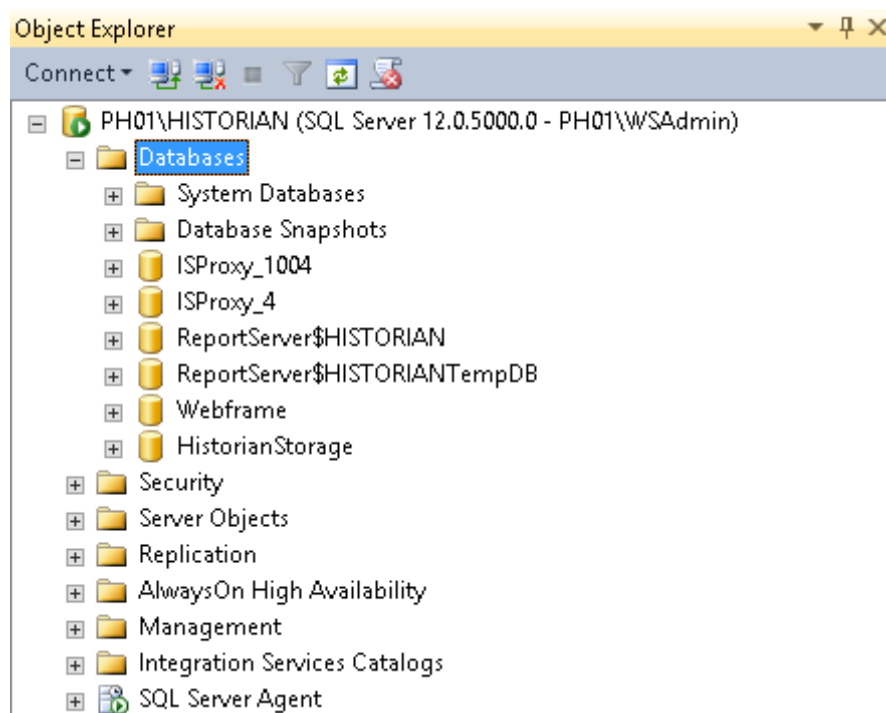 Object Explorer
Connect
PH01\HISTORIAN (SQL Server 12.0.5000.0 - PH01\WSAdmin)
Databases
System Databases
Database Snapshots
ISProxy_1004
ISProxy_4
ReportServer$HISTORIAN
ReportServer$HISTORIANTempDB
Webframe
HistorianStorage
Security
Server Objects
Replication
AlwaysOn High Availability
Management
Integration Services Catalogs
SQL Server Agent